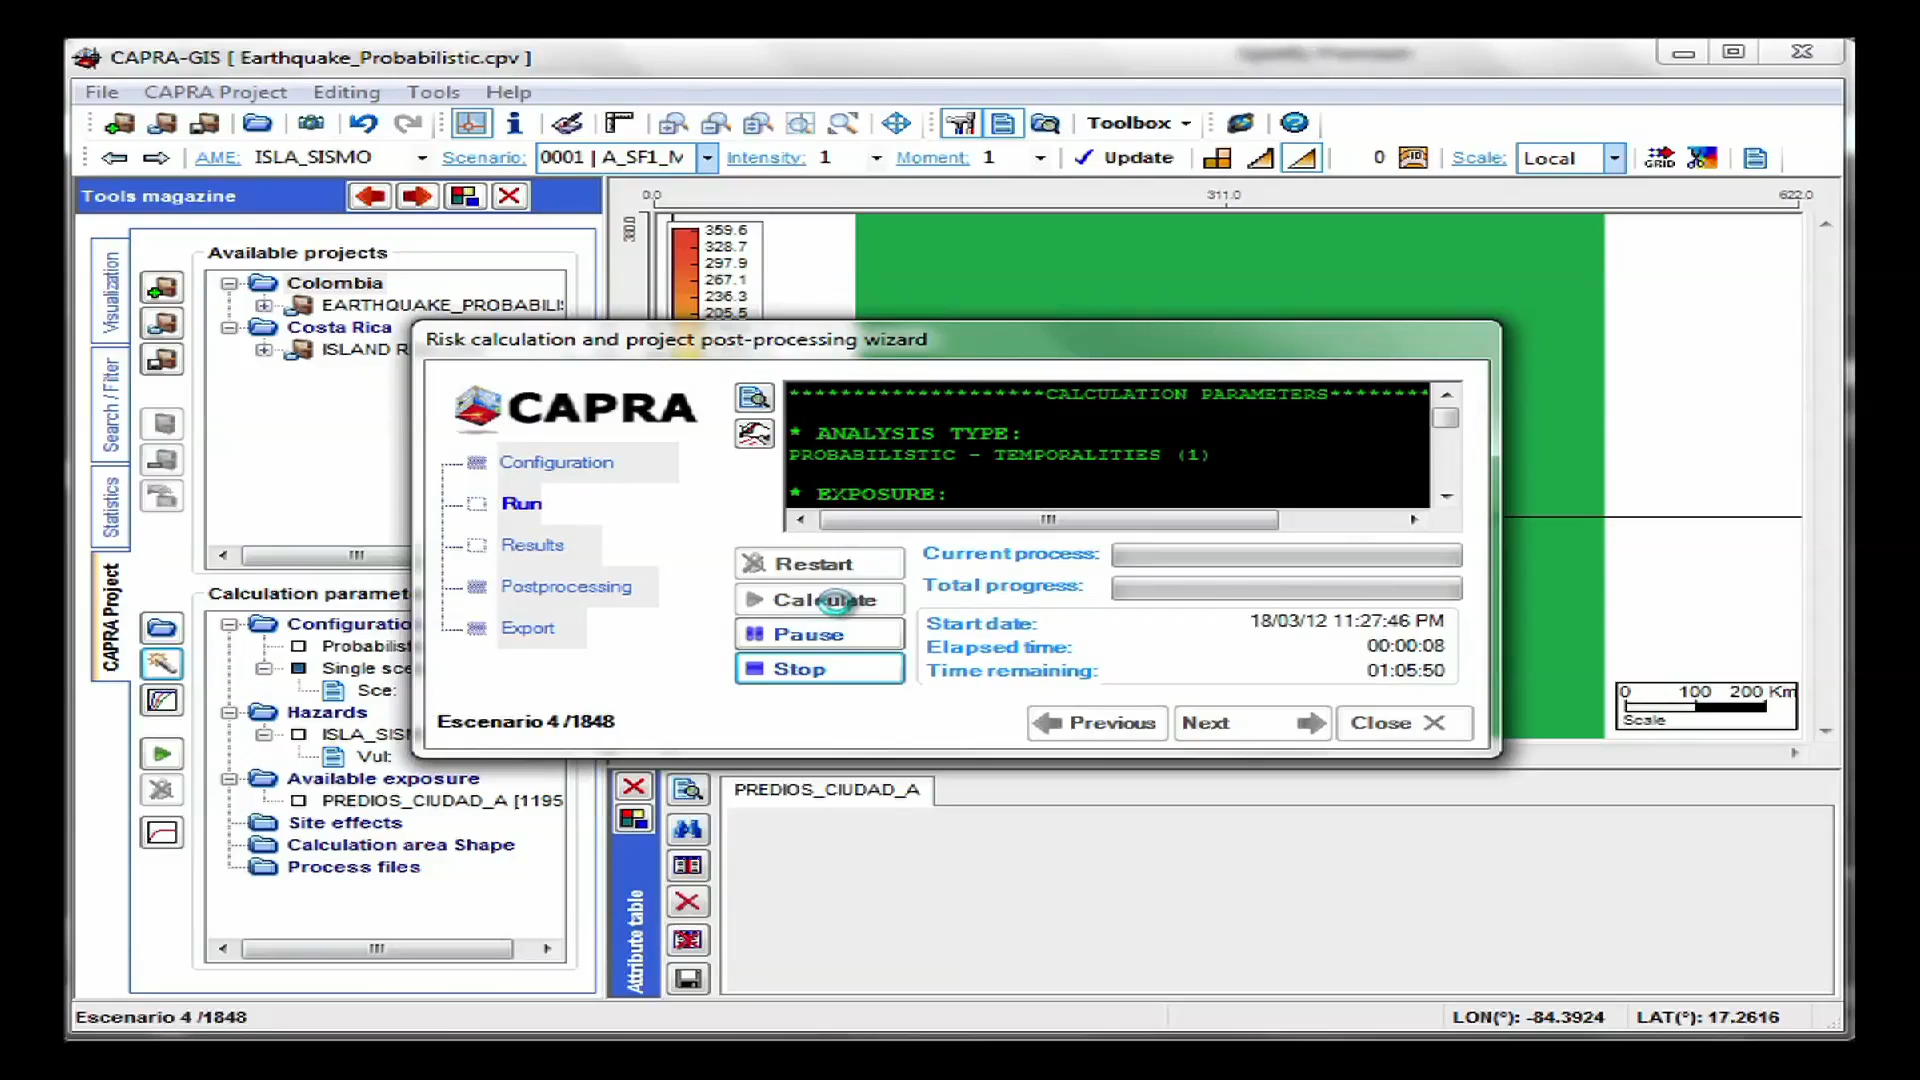 CAPRA-GIS [ Earthquake_Probabilistic.cpv ]
File CAPRA Project Editing Tools Help
Toolbox
AME: ISLA_SISMO Scenario: 0001 | A_SF1_M Intensity: 1 Moment: 1 Update 0 Scale: Local GRID
Tools magazine
0.0 311.0 622.0
Visualization
Search / Filter
Statistics
CAPRA Project
Available projects
Colombia
EARTHQUAKE_PROBABILI
Costa Rica
ISLAND R
359.6
328.7
297.9
267.1
236.3
205.5
Risk calculation and project post-processing wizard
CAPRA
Configuration
Run
Results
Postprocessing
Export
*******************CALCULATION PARAMETERS********
* ANALYSIS TYPE:
PROBABILISTIC - TEMPORALITIES (1)
* EXPOSURE:
Restart
Calculate
Pause
Stop
Current process:
Total progress:
Start date: 18/03/12 11:27:46 PM
Elapsed time: 00:00:08
Time remaining: 01:05:50
Escenario 4 /1848
Previous Next Close
Calculation parame
Configuratio
Probabilist
Single sce
Sce:
Hazards
ISLA_SIS
Vul:
Available exposure
PREDIOS_CIUDAD_A [1195
Site effects
Calculation area Shape
Process files
0 100 200 Km
Scale
PREDIOS_CIUDAD_A
Attribute table
Escenario 4 /1848
LON(°): -84.3924 LAT(°): 17.2616